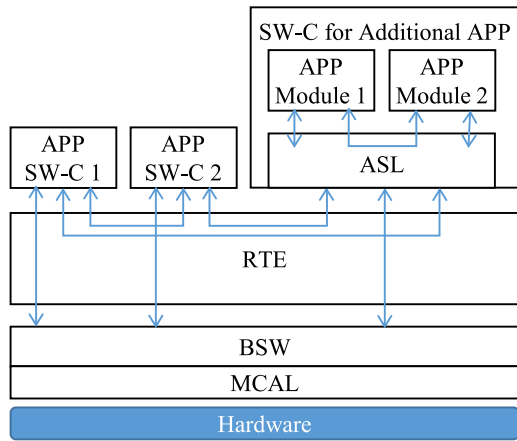 SW-C for Additional APP
APP
Module 1
APP
Module 2
APP
SW-C 1
APP
SW-C 2
ASL
RTE
BSW
MCAL
Hardware